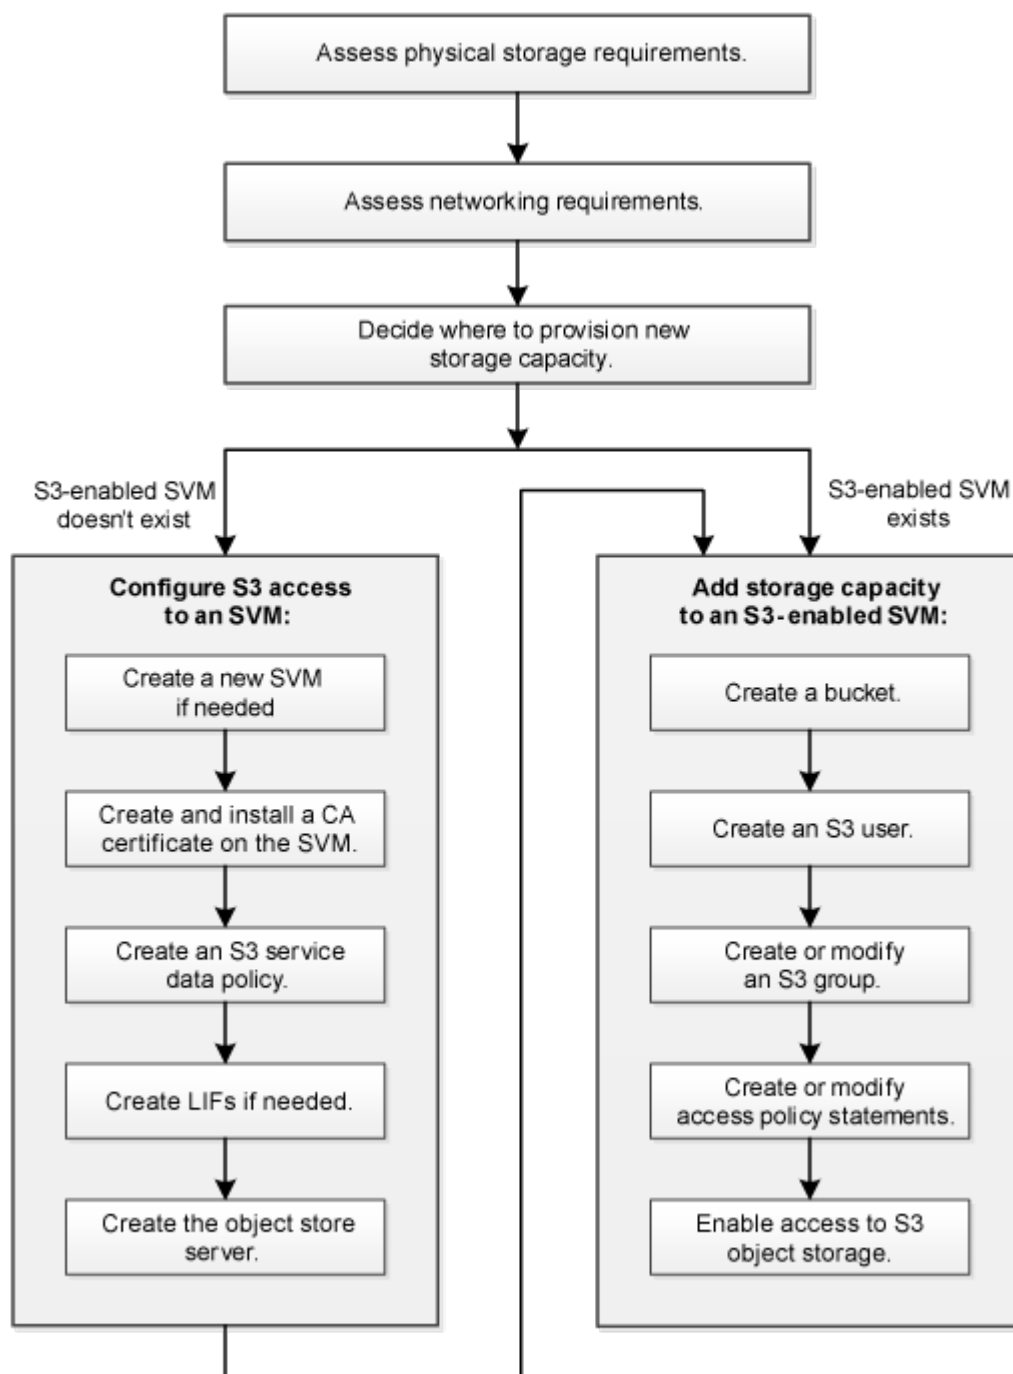 Assess physical storage requirements.
Assess networking requirements.
Decide where to provision new
storage capacity.
S3-enabled SVM
doesn't exist
S3-enabled SVM
exists
Configure S3 access
to an SVM:
Create a new SVM
if needed
Create and install a CA
certificate on the SVM.
Create an S3 service
data policy.
Create LIFs if needed.
Create the object store
server.
Add storage capacity
to an S3-enabled SVM:
Create a bucket.
Create an S3 user.
Create or modify
an S3 group.
Create or modify
access policy statements.
Enable access to S3
object storage.